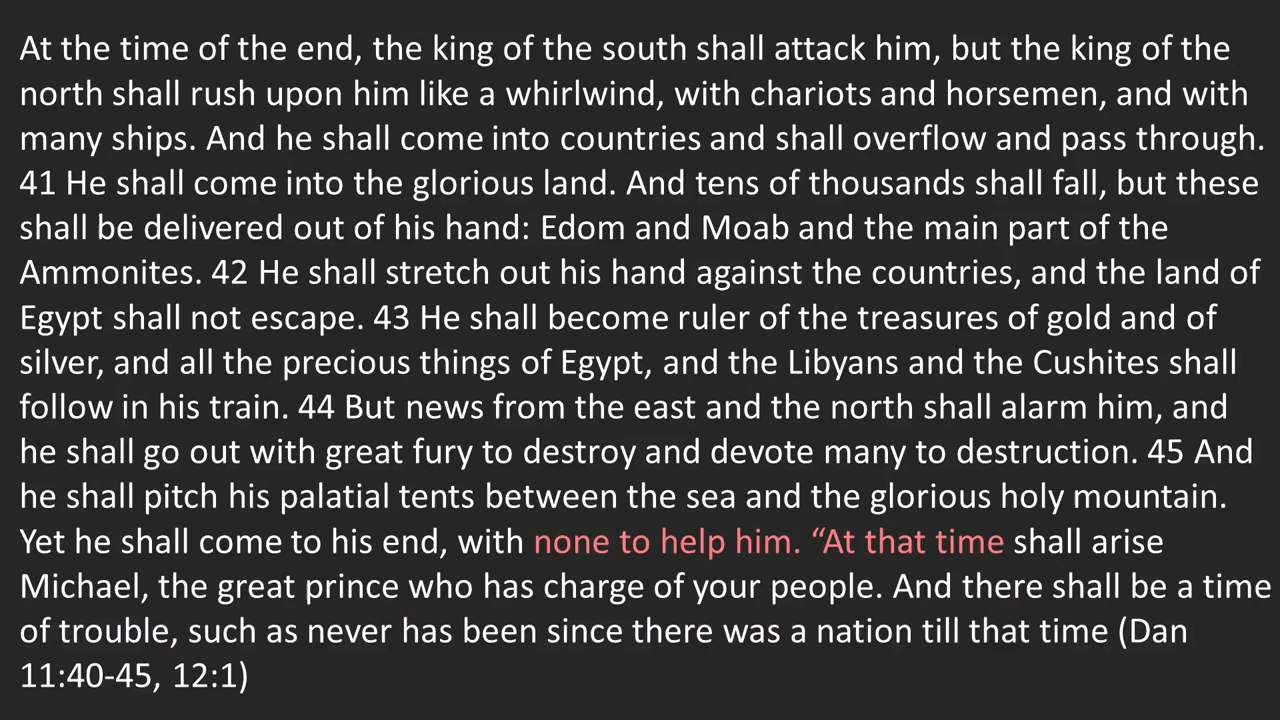 At the time of the end, the king of the south shall attack him, but the king of the
north shall rush upon him like a whirlwind, with chariots and horsemen, and with
many ships. And he shall come into countries and shall overflow and pass through.
41 He shall come into the glorious land. And tens of thousands shall fall, but these
shall be delivered out of his hand: Edom and Moab and the main part of the
Ammonites. 42 He shall stretch out his hand against the countries, and the land of
Egypt shall not escape. 43 He shall become ruler of the treasures of gold and of
silver, and all the precious things of Egypt, and the Libyans and the Cushites shall
follow in his train. 44 But news from the east and the north shall alarm him, and
he shall go out with great fury to destroy and devote many to destruction. 45 And
he shall pitch his palatial tents between the sea and the glorious holy mountain.
Yet he shall come to his end, with none to help him. “At that time shall arise
Michael, the great prince who has charge of your people. And there shall be a time
of trouble, such as never has been since there was a nation till that time (Dan
11:40-45, 12:1)